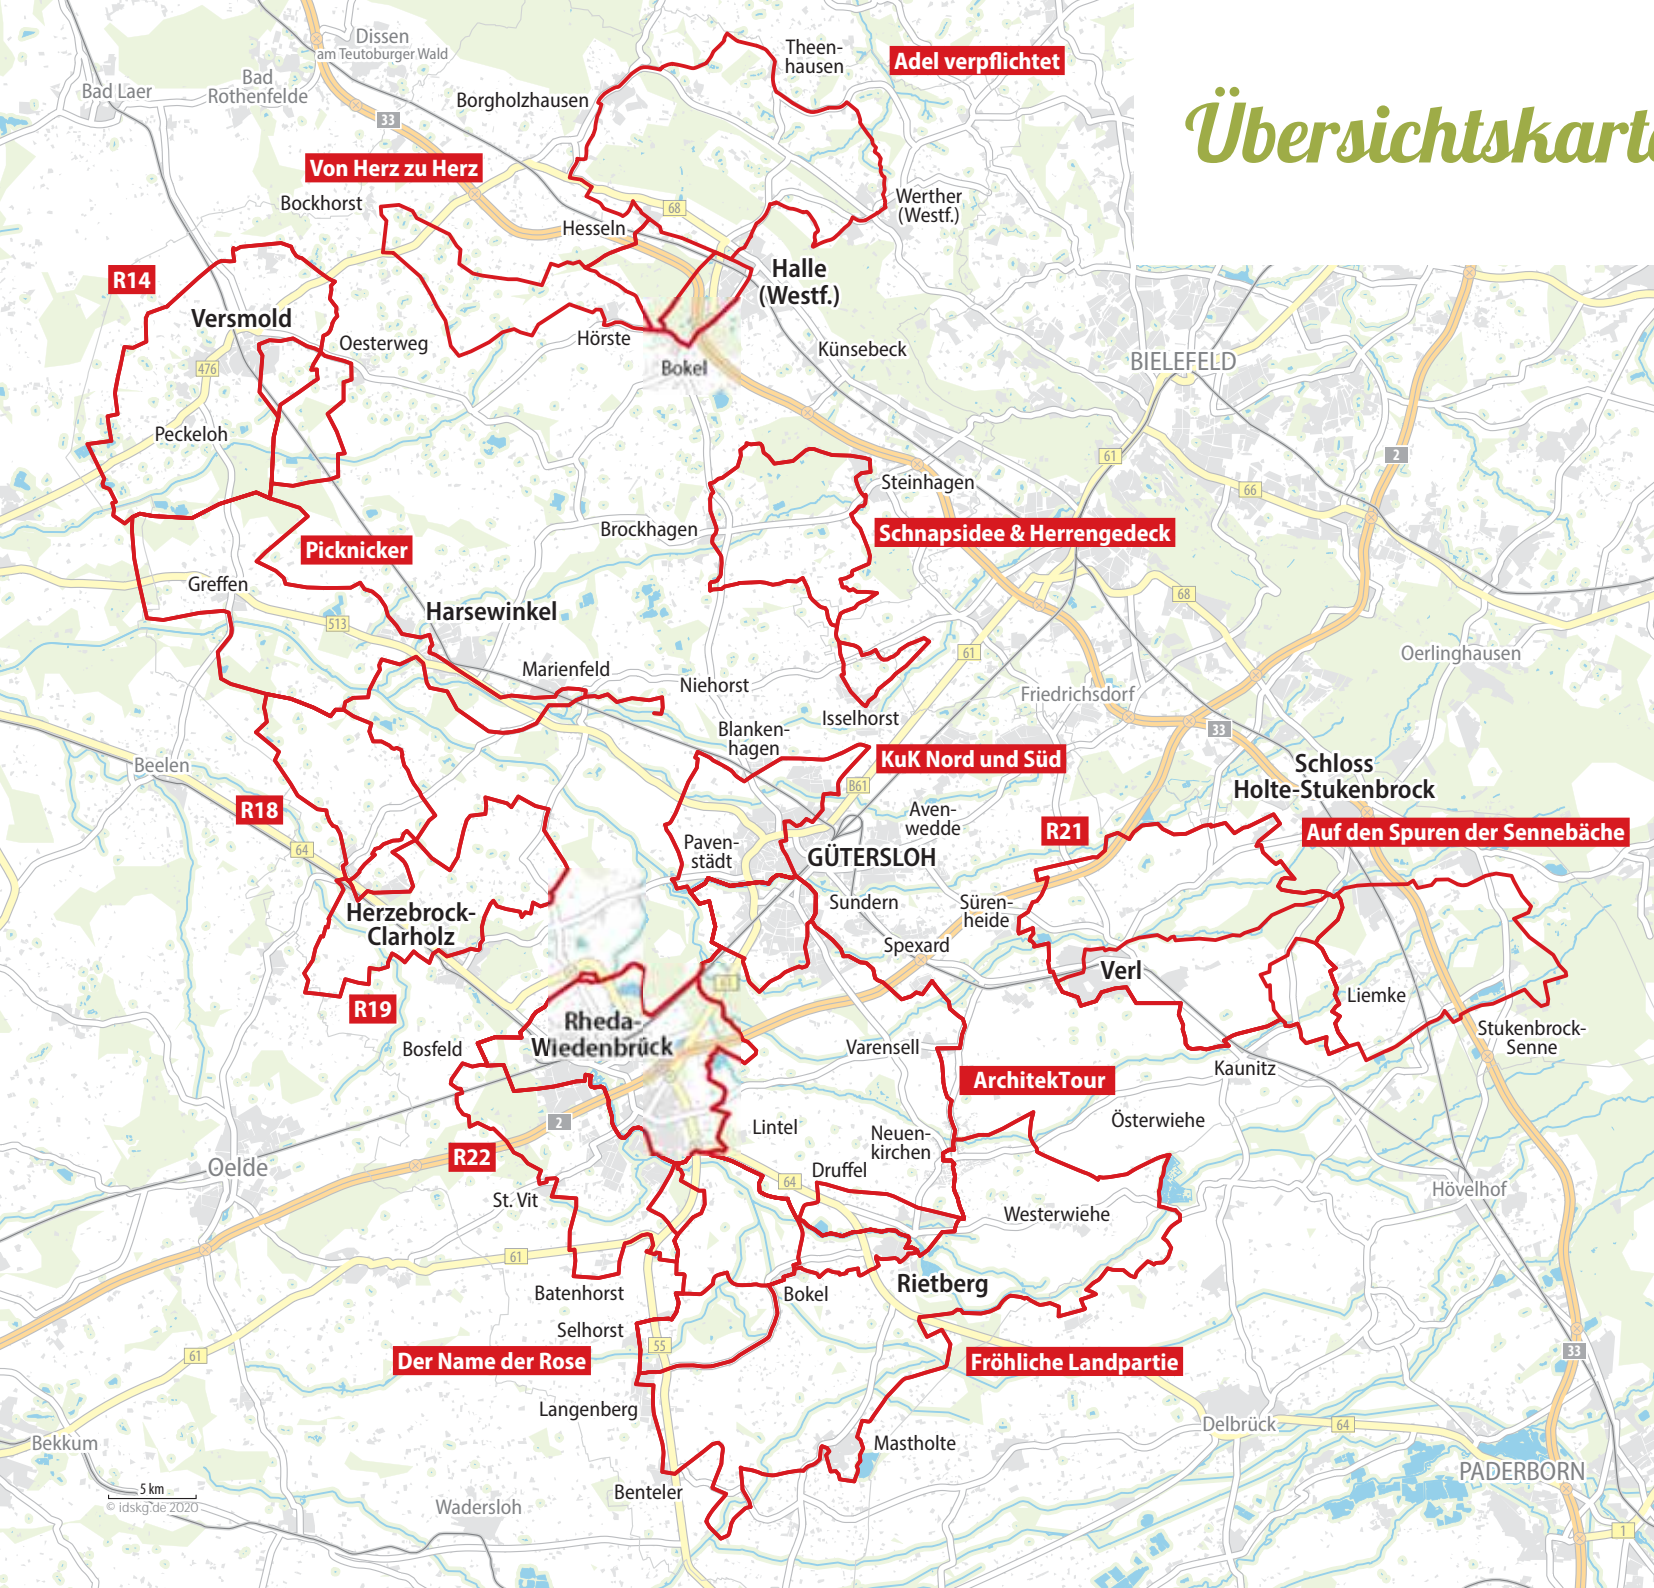 Übersichtskarte
Dissen
am Teutoburger Wald
Bad
Rothenfelde
Bad Laer
33
Theen-
hausen
Adel verpflichtet
Borgholzhausen
Von Herz zu Herz
Bockhorst
68
Werther
(Westf.)
Hesseln
R14
Halle
(Westf.)
Versmold
Oesterweg
Hörste
Bokel
Künsebeck
BIELEFELD
476
Peckeloh
61
2
66
Steinhagen
Brockhagen
Schnapsidee & Herrengedeck
Picknicker
Greffen
68
Harsewinkel
513
61
Oerlinghausen
Marienfeld
Niehorst
Friedrichsdorf
Isselhorst
33
Blanken-
hagen
KuK Nord und Süd
Beelen
B61
Schloss
Holte-Stukenbrock
R18
Aven-
wedde
R21
Auf den Spuren der Sennebäche
64
Paven-
städt
GÜTERSLOH
Herzebrock-
Clarholz
Sundern
Süren-
heide
Spexard
Verl
61
Liemke
R19
Rheda-
Wiedenbrück
Stukenbrock-
Senne
Bosfeld
Varensell
Kaunitz
ArchitekTour
2
Lintel
Neuen-
kirchen
Österwiehe
R22
Oelde
Druffel
64
Hövelhof
St. Vit
Westerwiehe
61
Batenhorst
Bokel
Rietberg
Selhorst
55
61
Der Name der Rose
Fröhliche Landpartie
33
Langenberg
Delbrück
64
Bekkum
Mastholte
PADERBORN
5 km
© idskg.de 2020
Wadersloh
Benteler
1